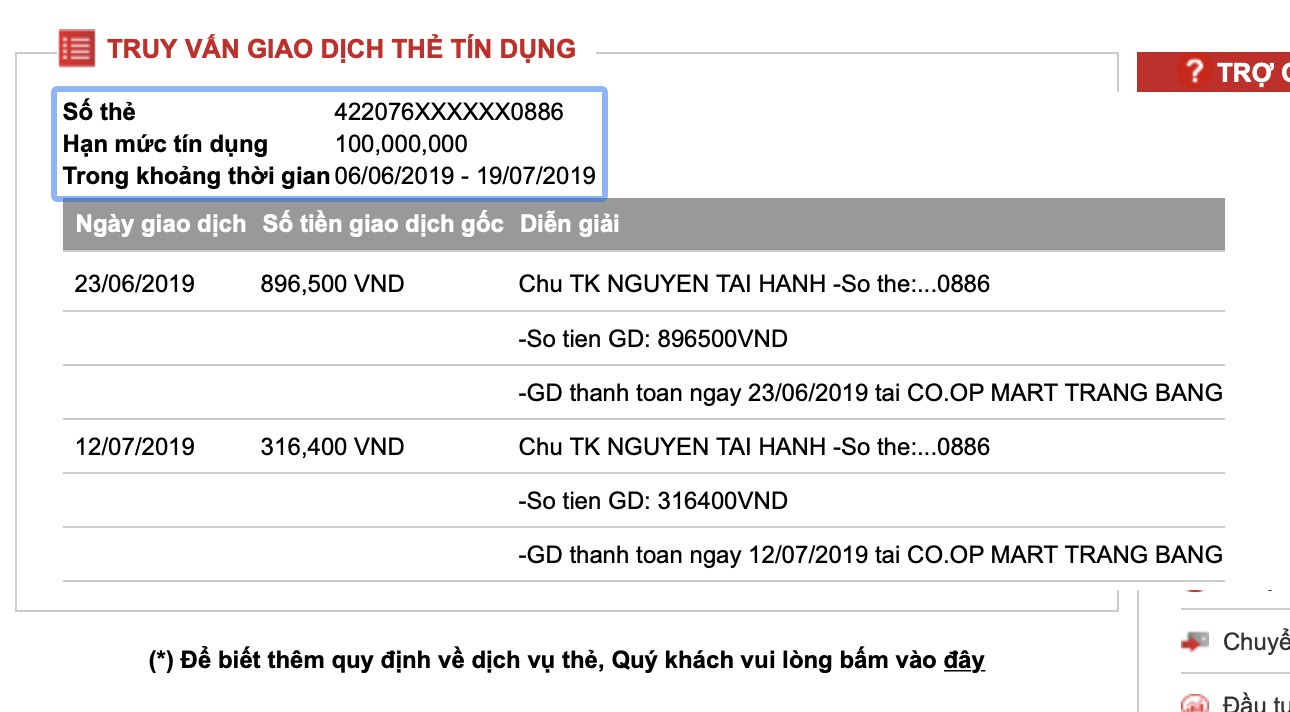 TRUY VẤN GIAO DỊCH THẺ TÍN DỤNG
? TRỢ
Số thẻ 422076XXXXXX0886
Hạn mức tín dụng 100,000,000
Trong khoảng thời gian 06/06/2019 - 19/07/2019
Ngày giao dịch Số tiền giao dịch gốc Diễn giải
23/06/2019 896,500 VND Chu TK NGUYEN TAI HANH -So the:...0886
-So tien GD: 896500VND
-GD thanh toan ngay 23/06/2019 tai CO.OP MART TRANG BANG
12/07/2019 316,400 VND Chu TK NGUYEN TAI HANH -So the:...0886
-So tien GD: 316400VND
-GD thanh toan ngay 12/07/2019 tai CO.OP MART TRANG BANG
(*) Để biết thêm quy định về dịch vụ thẻ, Quý khách vui lòng bấm vào đây
Chuyể
Đầu tư